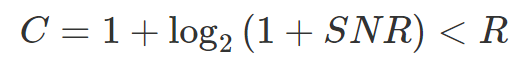 C = 1 + log₂ (1 + SNR) < R